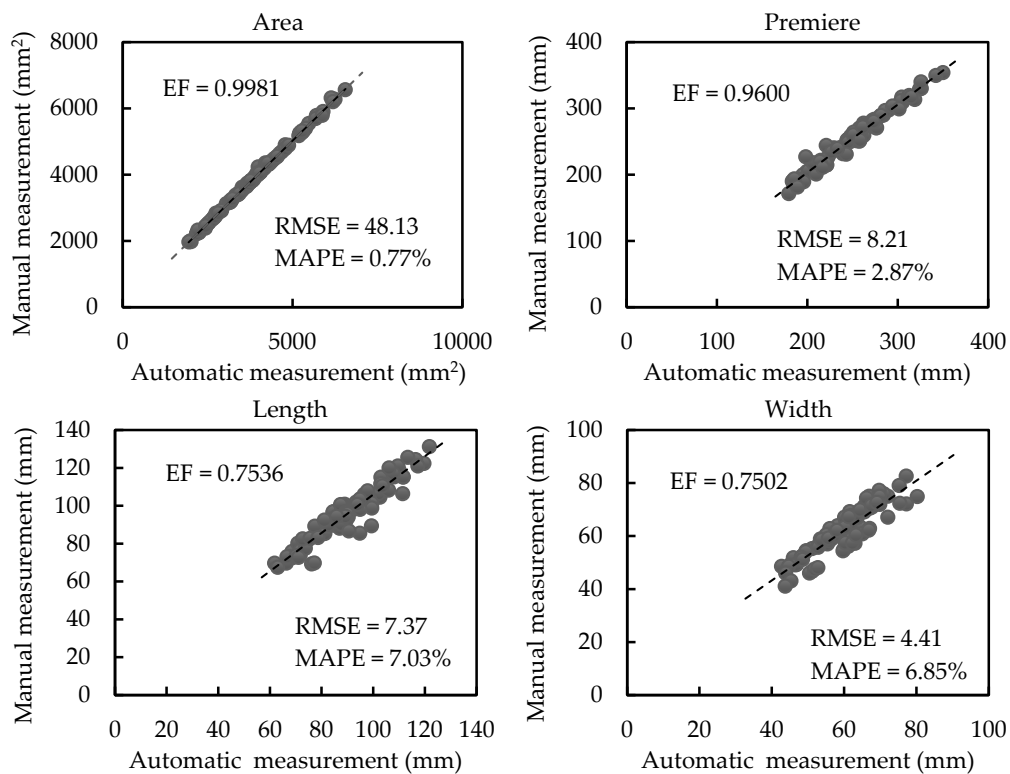 Area
8000
6000
4000
2000
0
0
5000
10000
Manual measurement (mm²)
Automatic measurement (mm²)
EF = 0.9981
RMSE = 48.13
MAPE = 0.77%
Premiere
400
300
200
100
0
0
100
200
300
400
Manual measurement (mm)
Automatic measurement (mm)
EF = 0.9600
RMSE = 8.21
MAPE = 2.87%
Length
140
120
100
80
60
40
20
0
0
20
40
60
80
100
120
140
Manual measurement (mm)
Automatic measurement (mm)
EF = 0.7536
RMSE = 7.37
MAPE = 7.03%
Width
100
80
60
40
20
0
0
20
40
60
80
100
Manual measurement (mm)
Automatic measurement (mm)
EF = 0.7502
RMSE = 4.41
MAPE = 6.85%